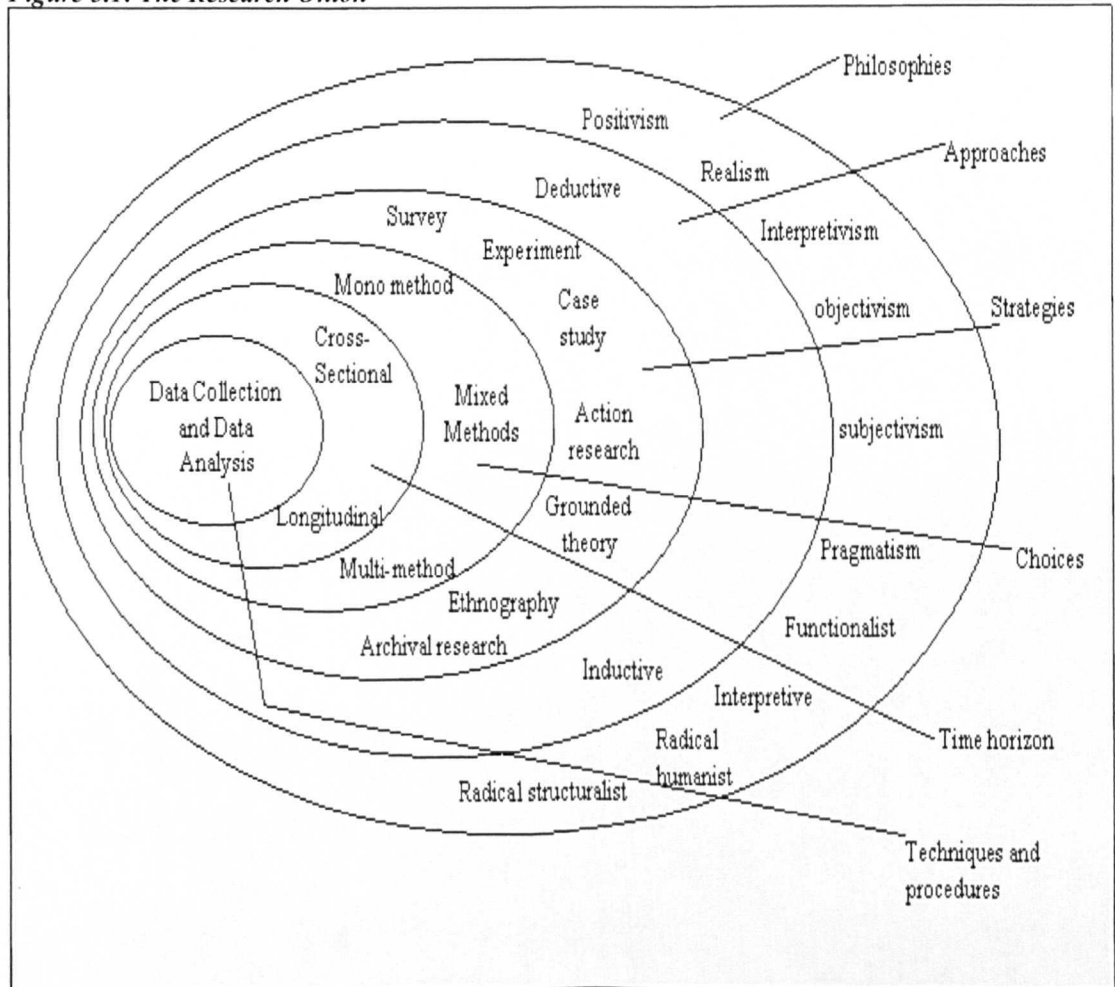 Figure The Research Onion
Philosophies
Positivism
Approaches
Realism
Deductive
Survey
Interpretivism
Experiment
Mono method
Case
study
objectivism
Strategies
Cross-
Sectional
Data Collection
and Data
Analysis
Mixed
Methods
Action
research
subjectivism
Longitudinal
Grounded
theory
Pragmatism
Choices
Multi-method
Ethnography
Functionalist
Archival research
Inductive
Interpretive
Time horizon
Radical
humanist
Radical structuralist
Techniques and
procedures